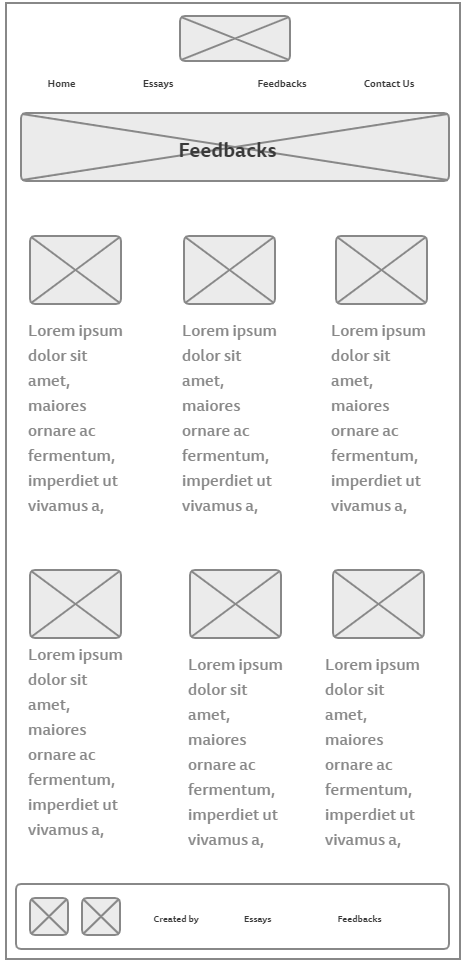 Home Essays Feedbacks Contact Us
Feedbacks
Lorem ipsum
dolor sit
amet,
maiores
ornare ac
fermentum,
imperdiet ut
vivamus a,
Lorem ipsum
dolor sit
amet,
maiores
ornare ac
fermentum,
imperdiet ut
vivamus a,
Lorem ipsum
dolor sit
amet,
maiores
ornare ac
fermentum,
imperdiet ut
vivamus a,
Lorem ipsum
dolor sit
amet,
maiores
ornare ac
fermentum,
imperdiet ut
vivamus a,
Lorem ipsum
dolor sit
amet,
maiores
ornare ac
fermentum,
imperdiet ut
vivamus a,
Lorem ipsum
dolor sit
amet,
maiores
ornare ac
fermentum,
imperdiet ut
vivamus a,
Created by Essays Feedbacks